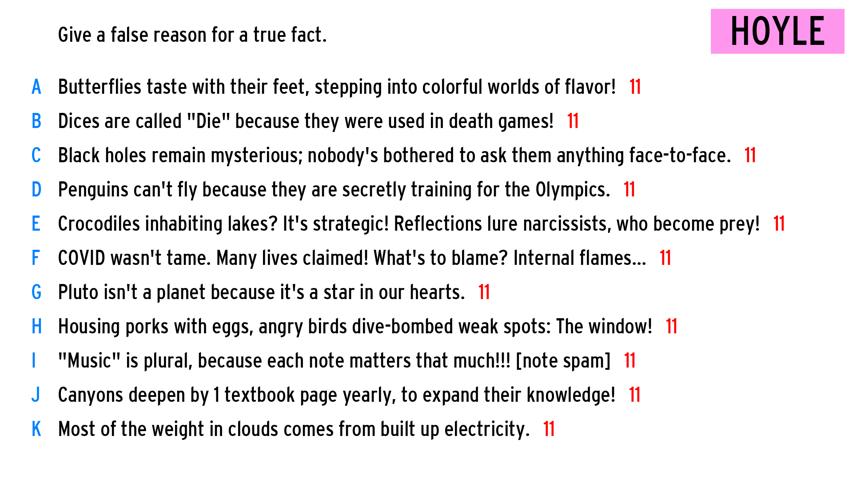 Give a false reason for a true fact.
HOYLE
A Butterflies taste with their feet, stepping into colorful worlds of flavor! 11
B Dices are called "Die" because they were used in death games! 11
C Black holes remain mysterious; nobody's bothered to ask them anything face-to-face. 11
D Penguins can't fly because they are secretly training for the Olympics. 11
E Crocodiles inhabiting lakes? It's strategic! Reflections lure narcissists, who become prey! 11
F COVID wasn't tame. Many lives claimed! What's to blame? Internal flames... 11
G Pluto isn't a planet because it's a star in our hearts. 11
H Housing porks with eggs, angry birds dive-bombed weak spots: The window! 11
I "Music" is plural, because each note matters that much!!! [note spam] 11
J Canyons deepen by 1 textbook page yearly, to expand their knowledge! 11
K Most of the weight in clouds comes from built up electricity. 11